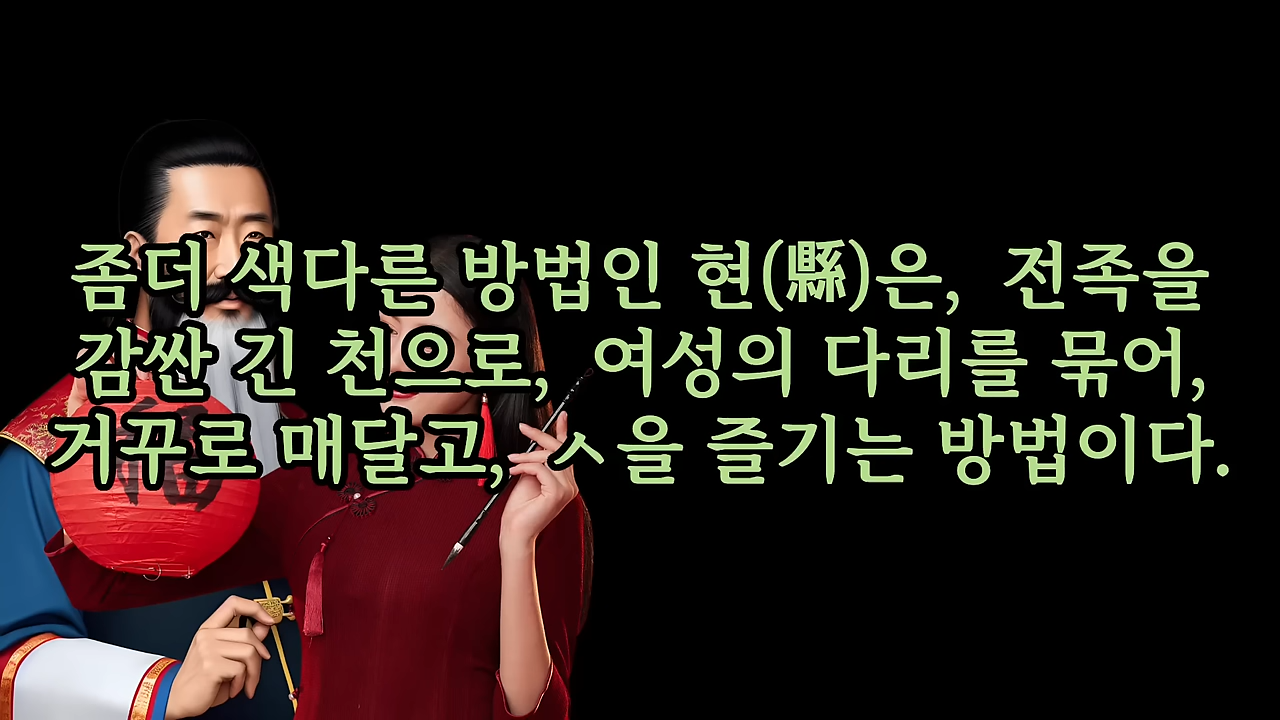 좀더 색다른 방법인 현(縣)은, 전족을
감싼 긴 천으로, 여성의 다리를 묶어,
거꾸로 매달고, ㅅ을 즐기는 방법이다.
福